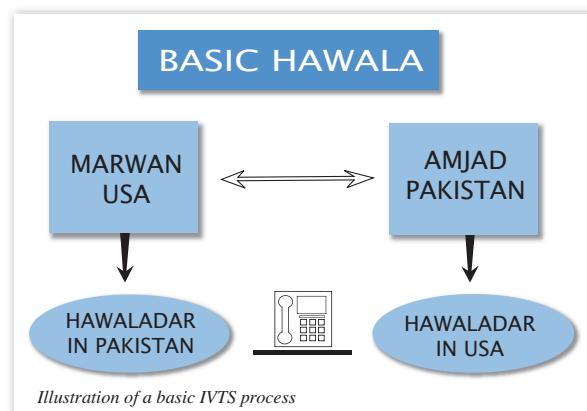 BASIC HAWALA
MARWAN
USA
AMJAD
PAKISTAN
HAWALADAR
IN PAKISTAN
HAWALADAR
IN USA
Illustration of a basic IVTS process